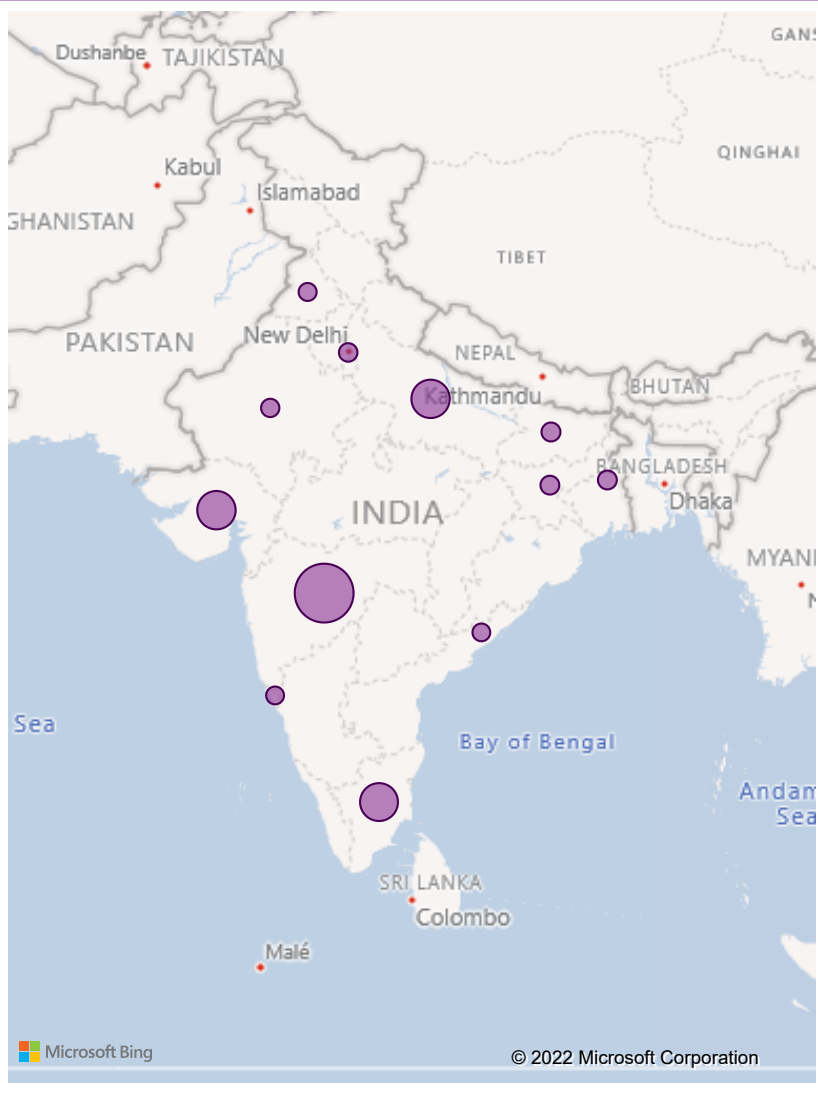 GANS
Dushanbe
TAJIKISTAN
QINGHAI
Kabul
Islamabad
GHANISTAN
TIBET
New Delhi
PAKISTAN
NEPAL
BHUTAN
Kathmandu
BANGLADESH
Dhaka
INDIA
MYANI
N
Sea
Bay of Bengal
Andam
Sea
SRI LANKA
Colombo
Malé
Microsoft Bing
© 2022 Microsoft Corporation